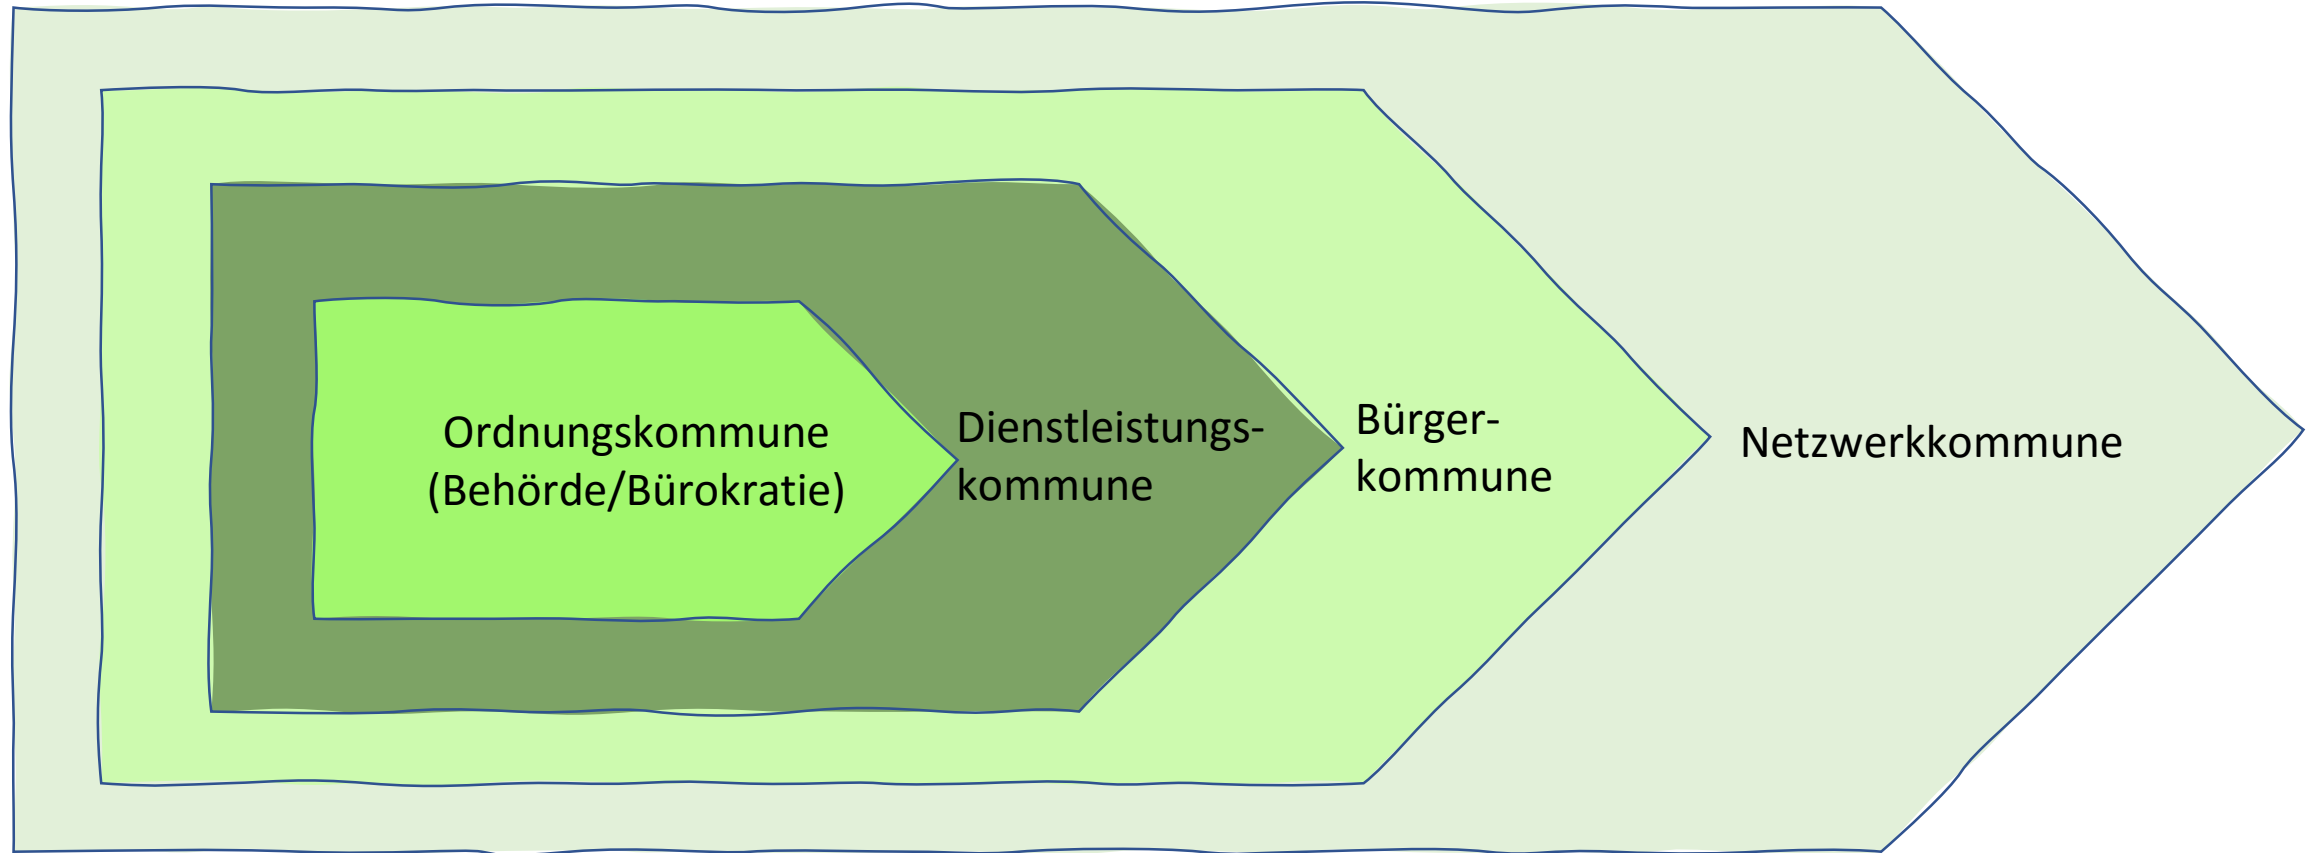 Ordnungskommune
(Behörde/Bürokratie)
Dienstleistungs-
kommune
Bürger-
kommune
Netzwerkkommune